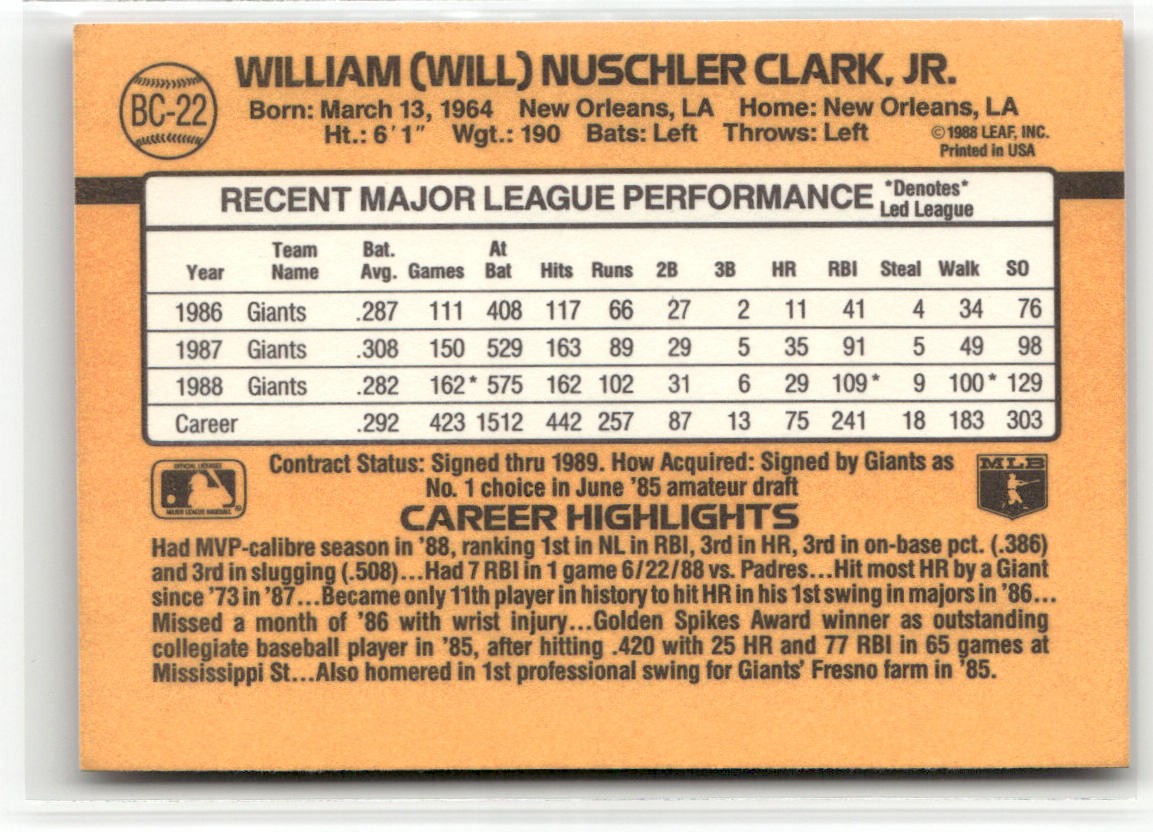 BC-22
WILLIAM (WILL) NUSCHLER CLARK, JR.
Born: March 13, 1964 New Orleans, LA Home: New Orleans, LA
Ht.: 6'1" Wgt.: 190 Bats: Left Throws: Left
©1988 LEAF, INC.
Printed in USA
RECENT MAJOR LEAGUE PERFORMANCE *Denotes*
Led League
Year Team Name Bat. Avg. Games At Bat Hits Runs 2B 3B HR RBI Steal Walk SO
1986 Giants .287 111 408 117 66 27 2 11 41 4 34 76
1987 Giants .308 150 529 163 89 29 5 35 91 5 49 98
1988 Giants .282 162* 575 162 102 31 6 29 109* 9 100* 129
Career .292 423 1512 442 257 87 13 75 241 18 183 303
OFFICIAL LICENSEE
MAJOR LEAGUE BASEBALL
Contract Status: Signed thru 1989. How Acquired: Signed by Giants as
No. 1 choice in June '85 amateur draft
MLB
CAREER HIGHLIGHTS
Had MVP-calibre season in '88, ranking 1st in NL in RBI, 3rd in HR, 3rd in on-base pct. (.386)
and 3rd in slugging (.508)...Had 7 RBI in 1 game 6/22/88 vs. Padres...Hit most HR by a Giant
since '73 in '87...Became only 11th player in history to hit HR in his 1st swing in majors in '86...
Missed a month of '86 with wrist injury...Golden Spikes Award winner as outstanding
collegiate baseball player in '85, after hitting .420 with 25 HR and 77 RBI in 65 games at
Mississippi St...Also homered in 1st professional swing for Giants' Fresno farm in '85.